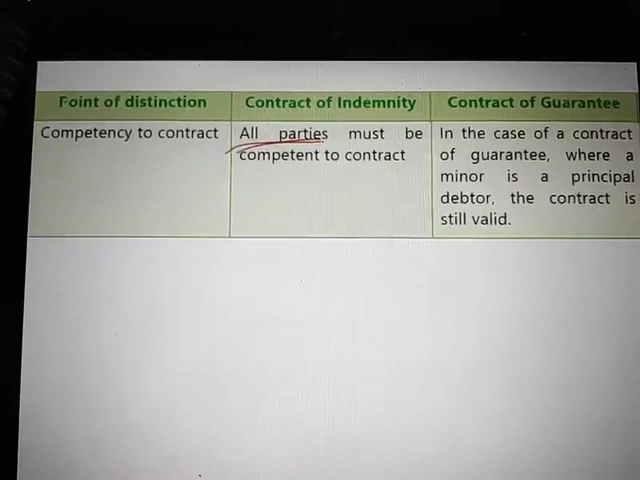 Point of distinction Contract of Indemnity Contract of Guarantee
Competency to contract All parties must be In the case of a contract
competent to contract of guarantee, where a
minor is a principal
debtor, the contract is
still valid.